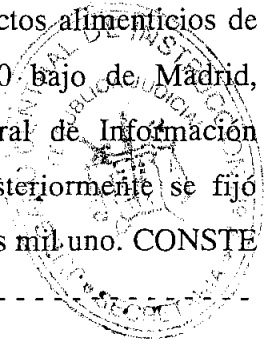 ctos alimenticios de
0 bajo de Madrid,
ral de Información
steriormente se fijó
s mil uno. CONSTE